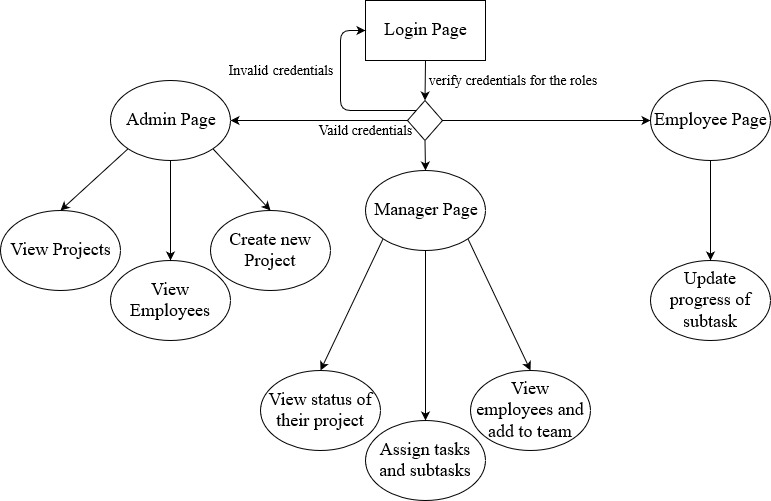 Login Page
Invalid credentials
verify credentials for the roles
Admin Page
Vaild credentials
Employee Page
Manager Page
View Projects
View
Employees
Create new
Project
Update
progress of
subtask
View status of
their project
Assign tasks
and subtasks
View
employees and
add to team